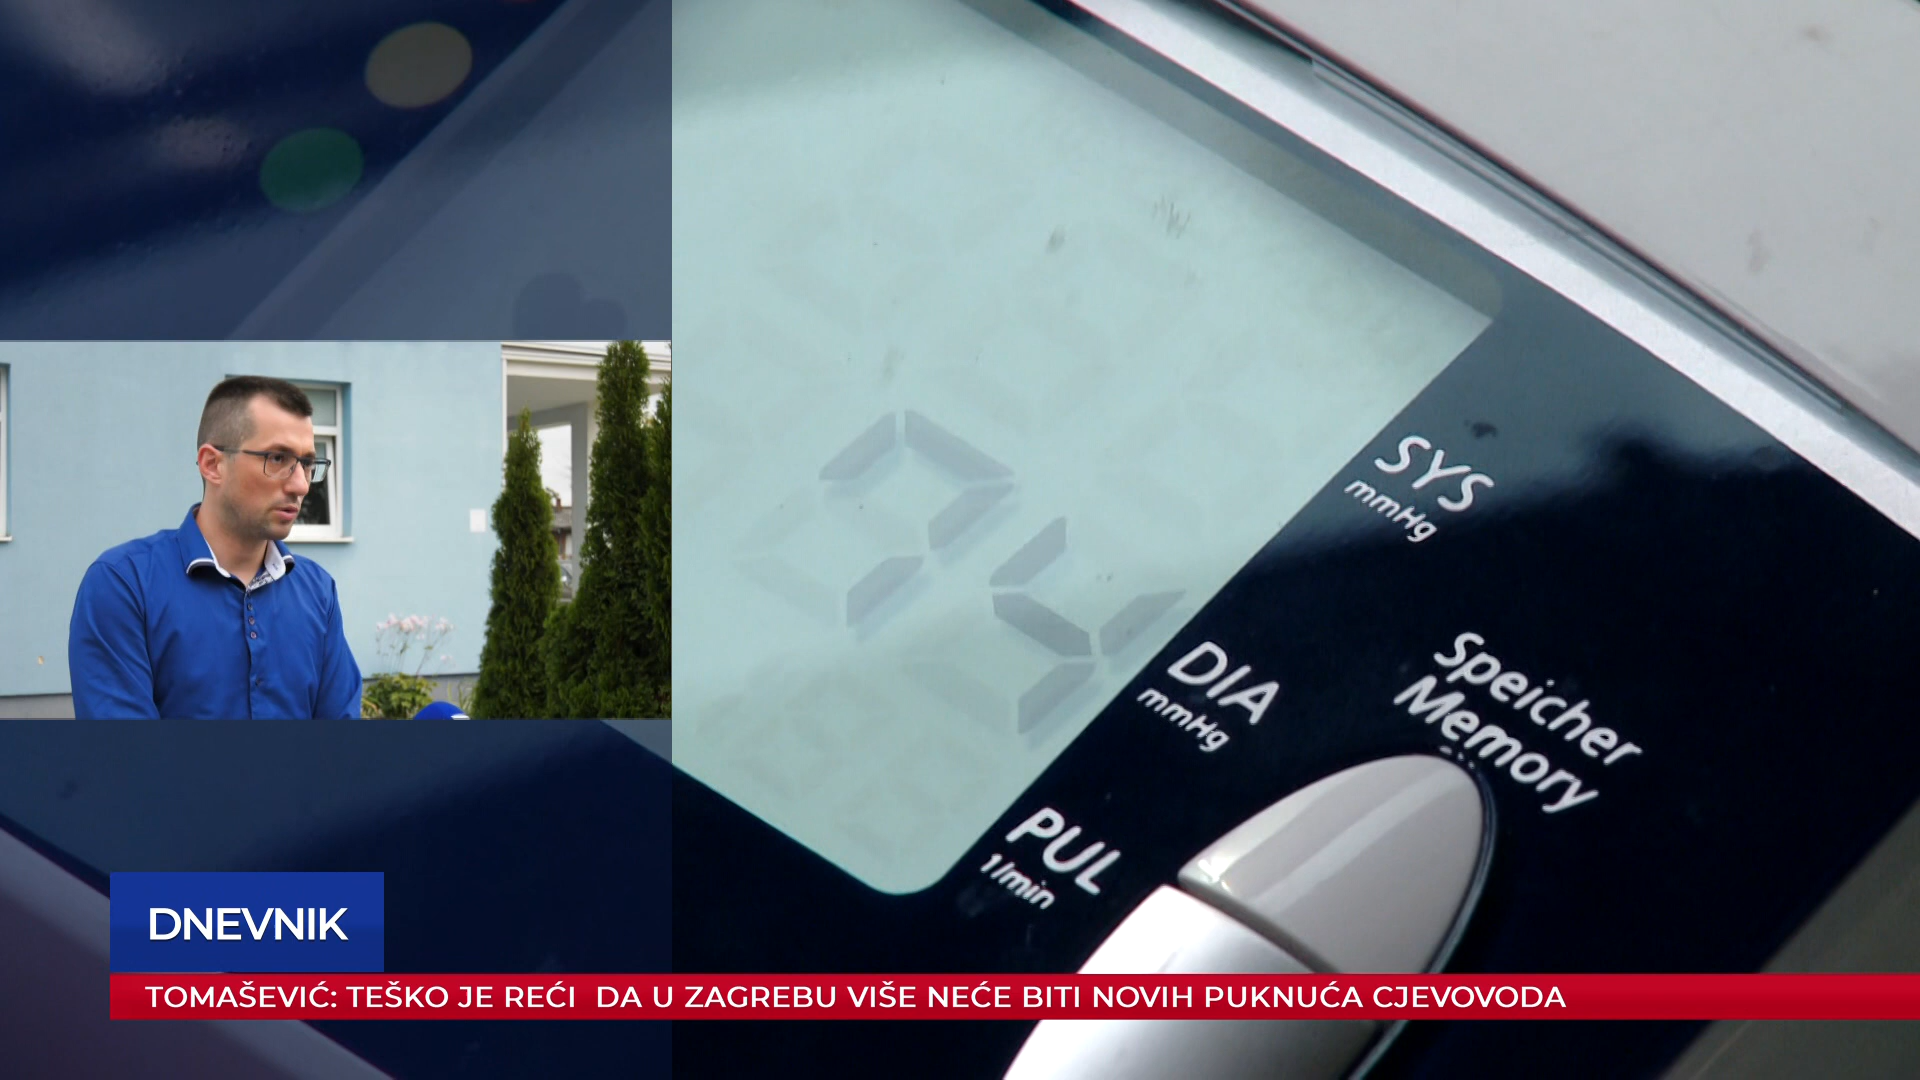 SYS
mmHg
DIA
mmHg
PUL
1/min
Speicher
Memory
DNEVNIK
TOMAŠEVIĆ: TEŠKO JE REĆI DA U ZAGREBU VIŠE NEĆE BITI NOVIH PUKNUĆA CJEVOVODA